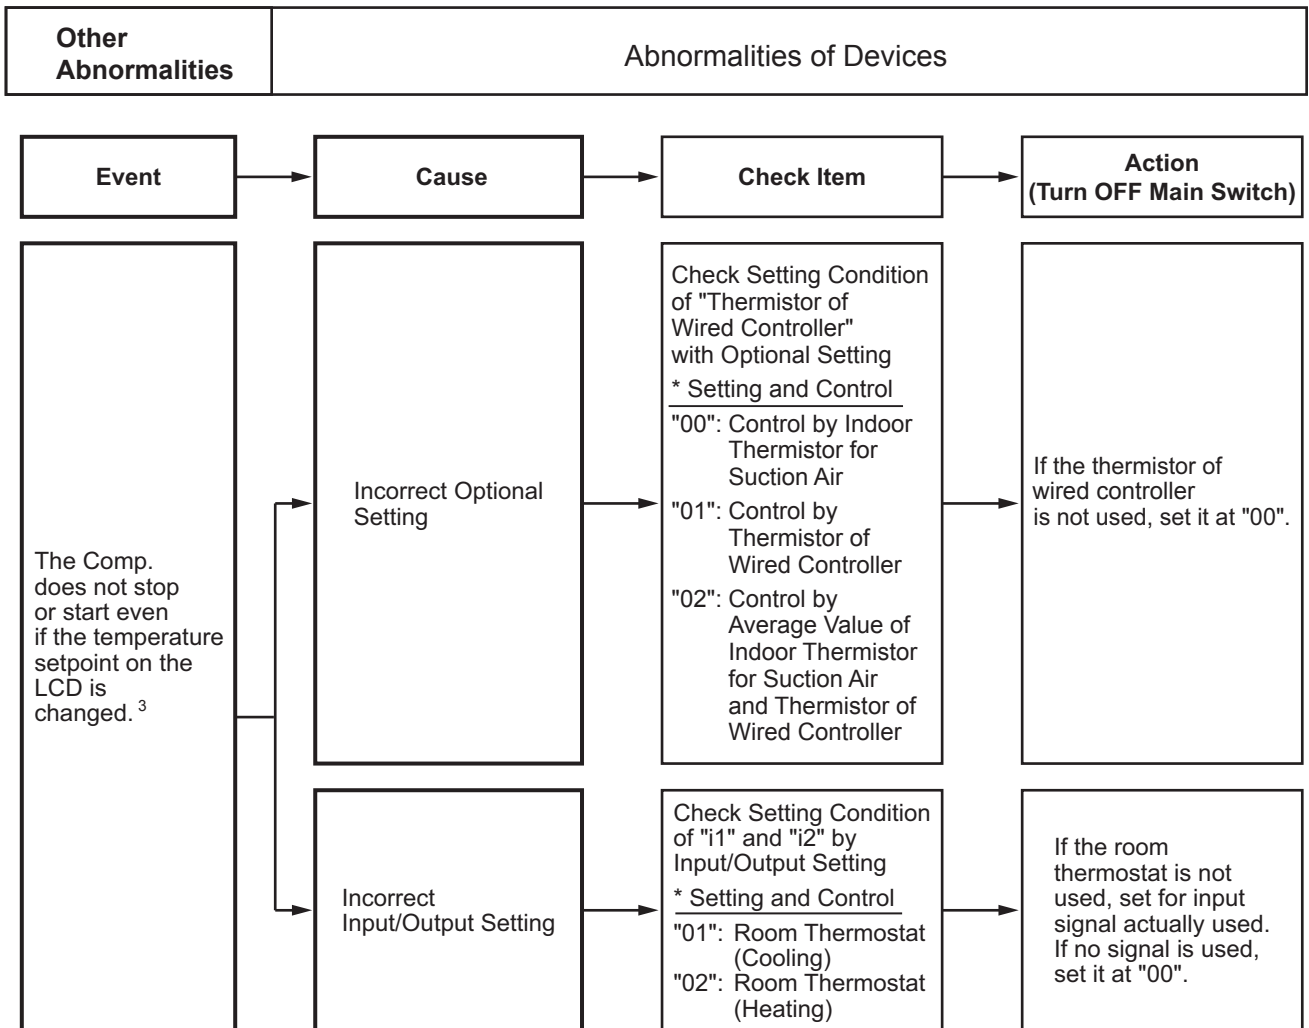 Other
Abnormalities
Abnormalities of Devices
Event
Cause
Check Item
Action
(Turn OFF Main Switch)
The Comp.
does not stop
or start even
if the temperature
setpoint on the
LCD is
changed. 3
Incorrect Optional
Setting
Check Setting Condition
of "Thermistor of
Wired Controller"
with Optional Setting
* Setting and Control
"00": Control by Indoor
Thermistor for
Suction Air
"01": Control by
Thermistor of
Wired Controller
"02": Control by
Average Value of
Indoor Thermistor
for Suction Air
and Thermistor of
Wired Controller
If the thermistor of
wired controller
is not used, set it at "00".
Incorrect
Input/Output Setting
Check Setting Condition
of "i1" and "i2" by
Input/Output Setting
* Setting and Control
"01": Room Thermostat
(Cooling)
"02": Room Thermostat
(Heating)
If the room
thermostat is not
used, set for input
signal actually used.
If no signal is used,
set it at "00".